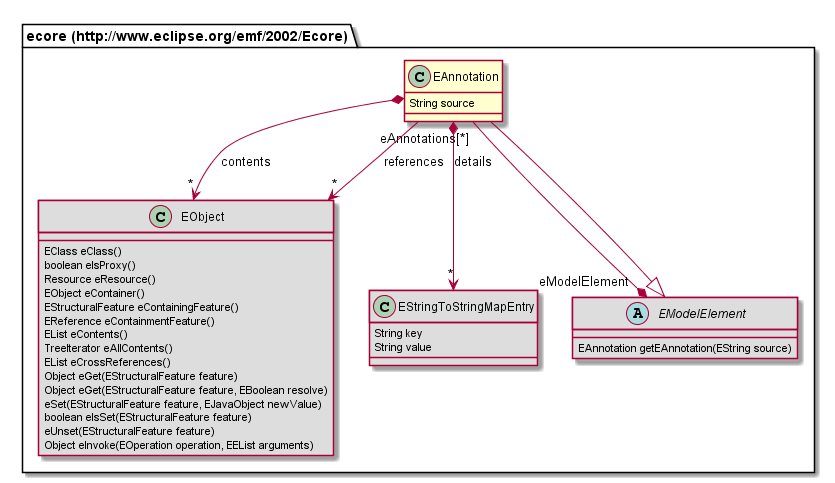 ecore (http://www.eclipse.org/emf/2002/Ecore)
C EAnnotation
String source
eAnnotations[*]
contents
references
details
*
*
*
eModelElement
C EObject
EClass eClass()
boolean eIsProxy()
Resource eResource()
EObject eContainer()
EStructuralFeature eContainingFeature()
EReference eContainmentFeature()
EList eContents()
TreeIterator eAllContents()
EList eCrossReferences()
Object eGet(EStructuralFeature feature)
Object eGet(EStructuralFeature feature, EBoolean resolve)
eSet(EStructuralFeature feature, EJavaObject newValue)
boolean eIsSet(EStructuralFeature feature)
eUnset(EStructuralFeature feature)
Object eInvoke(EOperation operation, EEList arguments)
C EStringToStringMapEntry
String key
String value
A EModelElement
EAnnotation getEAnnotation(EString source)